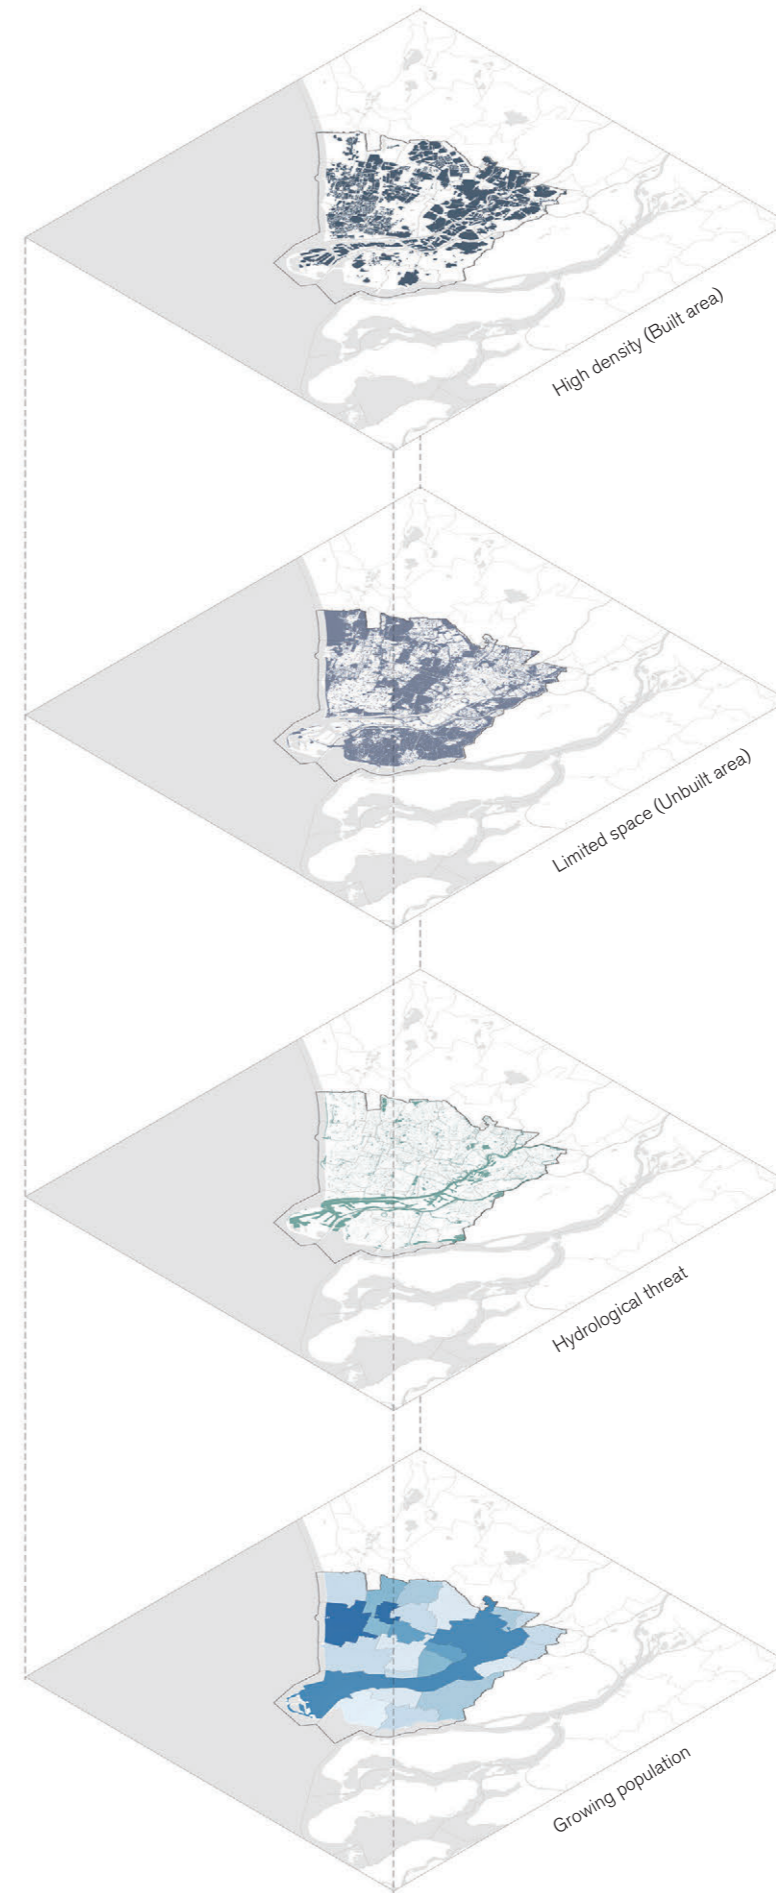 High density (Built area)
Limited space (Unbuilt area)
Hydrological threat
Growing population